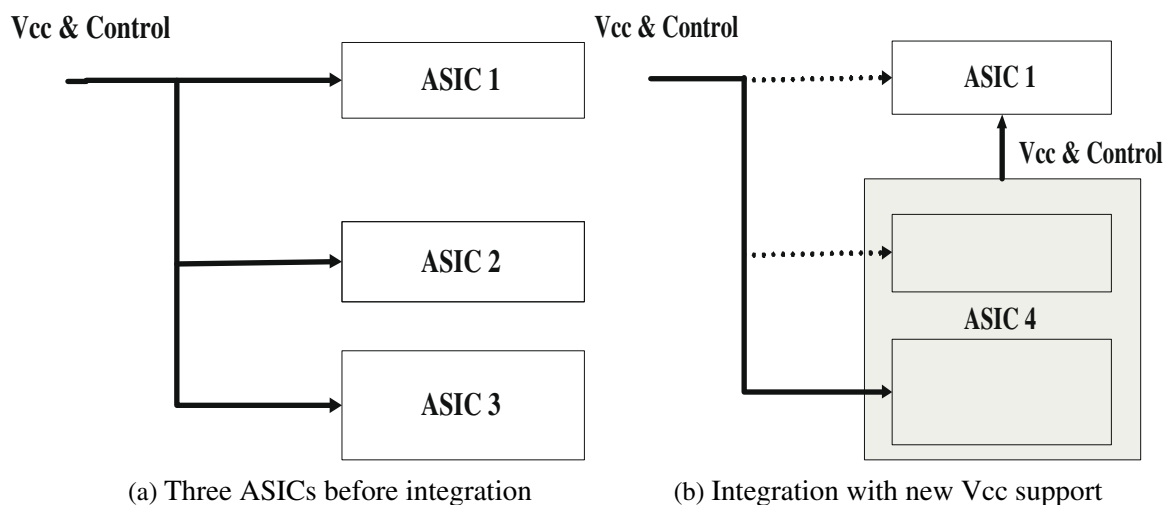 Vcc & Control
ASIC 1
ASIC 2
ASIC 3
(a) Three ASICs before integration
Vcc & Control
ASIC 1
Vcc & Control
ASIC 4
(b) Integration with new Vcc support